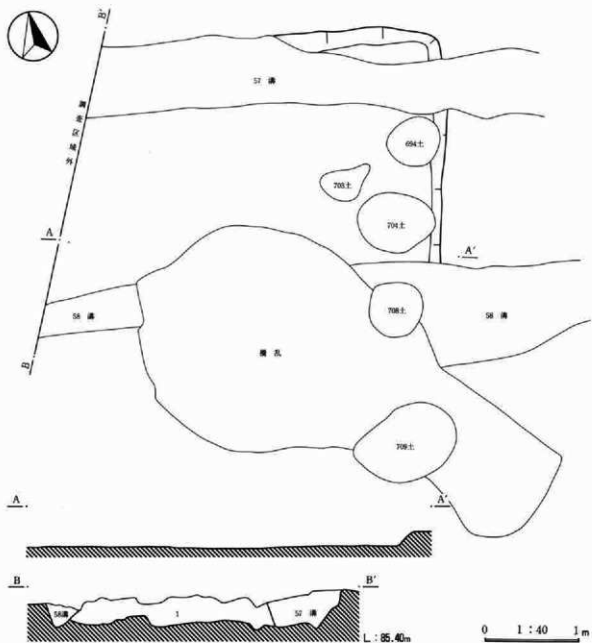 B'
57 溝
調査区域外
694土
703土
704土
A
A'
58 溝
708土
58 溝
B
攪乱
709土
A
A'
B
B'
58溝
1
57 溝
L : 85.40m
0 1 : 40 1m